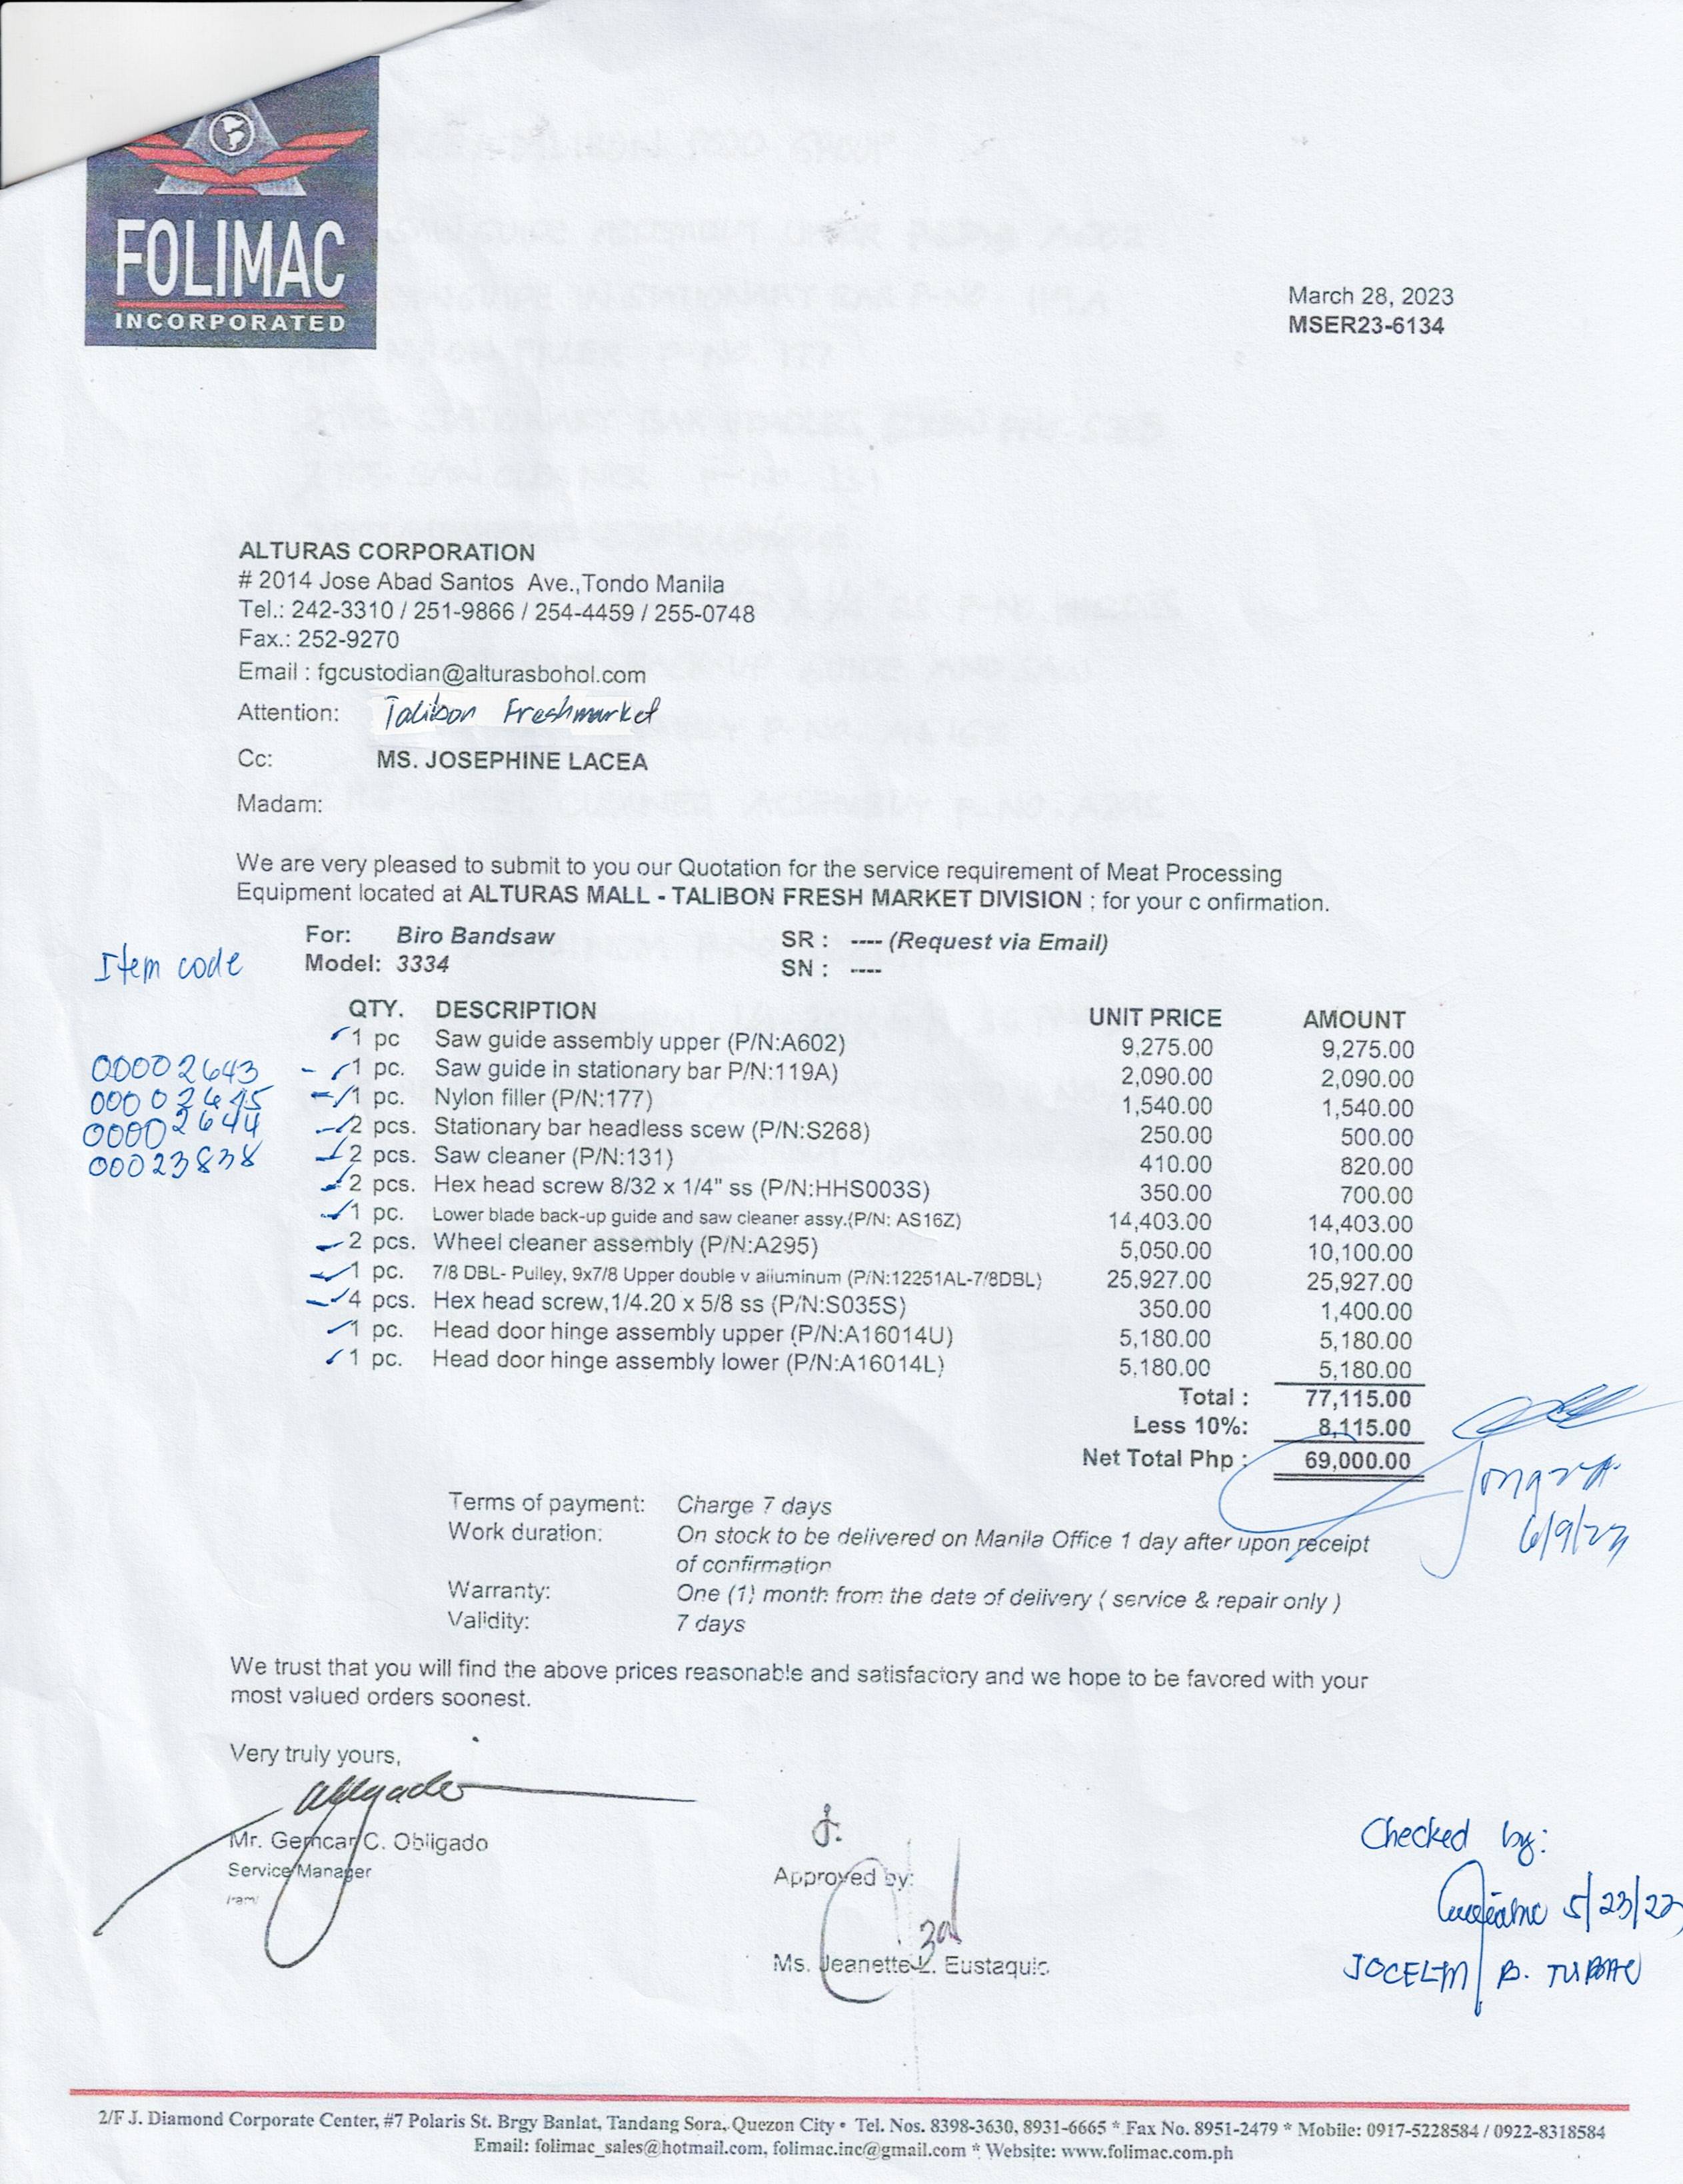 FOLIMAC
INCORPORATED
March 28, 2023
MSER23-6134
ALTURAS CORPORATION
# 2014 Jose Abad Santos Ave.,Tondo Manila
Tel.: 242-3310 / 251-9866 / 254-4459 / 255-0748
Fax.: 252-9270
Email : fgcustodian@alturasbohol.com
Attention: Talibon Freshmarket
Cc: MS. JOSEPHINE LACEA
Madam:
We are very pleased to submit to you our Quotation for the service requirement of Meat Processing
Equipment located at ALTURAS MALL - TALIBON FRESH MARKET DIVISION ; for your c onfirmation.
For: Biro Bandsaw SR : ---- (Request via Email)
Item code
Model: 3334 SN : ----
QTY. DESCRIPTION UNIT PRICE AMOUNT
1 pc Saw guide assembly upper (P/N:A602) 9,275.00 9,275.00
00002643 1 pc. Saw guide in stationary bar P/N:119A) 2,090.00 2,090.00
00002645 1 pc. Nylon filler (P/N:177) 1,540.00 1,540.00
00002644 2 pcs. Stationary bar headless scew (P/N:S268) 250.00 500.00
00023838 2 pcs. Saw cleaner (P/N:131) 410.00 820.00
2 pcs. Hex head screw 8/32 x 1/4" ss (P/N:HHS003S) 350.00 700.00
1 pc. Lower blade back-up guide and saw cleaner assy.(P/N: AS16Z) 14,403.00 14,403.00
2 pcs. Wheel cleaner assembly (P/N:A295) 5,050.00 10,100.00
1 pc. 7/8 DBL- Pulley, 9x7/8 Upper double v alluminum (P/N:12251AL-7/8DBL) 25,927.00 25,927.00
4 pcs. Hex head screw,1/4.20 x 5/8 ss (P/N:S035S) 350.00 1,400.00
1 pc. Head door hinge assembly upper (P/N:A16014U) 5,180.00 5,180.00
1 pc. Head door hinge assembly lower (P/N:A16014L) 5,180.00 5,180.00
Total : 77,115.00
Less 10%: 8,115.00
Net Total Php : 69,000.00
6/9/23
Terms of payment: Charge 7 days
Work duration: On stock to be delivered on Manila Office 1 day after upon receipt
of confirmation
Warranty: One (1) month from the date of delivery ( service & repair only )
Validity: 7 days
We trust that you will find the above prices reasonable and satisfactory and we hope to be favored with your
most valued orders soonest.
Very truly yours,
Mr. Gemcar C. Obligado
Service Manager
Approved by:
Ms. Jeanette L. Eustaquio
Checked by:
5/23/23
JOCELYN B.
2/F J. Diamond Corporate Center, #7 Polaris St. Brgy Banlat, Tandang Sora, Quezon City • Tel. Nos. 8398-3630, 8931-6665 * Fax No. 8951-2479 * Mobile: 0917-5228584 / 0922-8318584
Email: folimac_sales@hotmail.com, folimac.inc@gmail.com * Website: www.folimac.com.ph